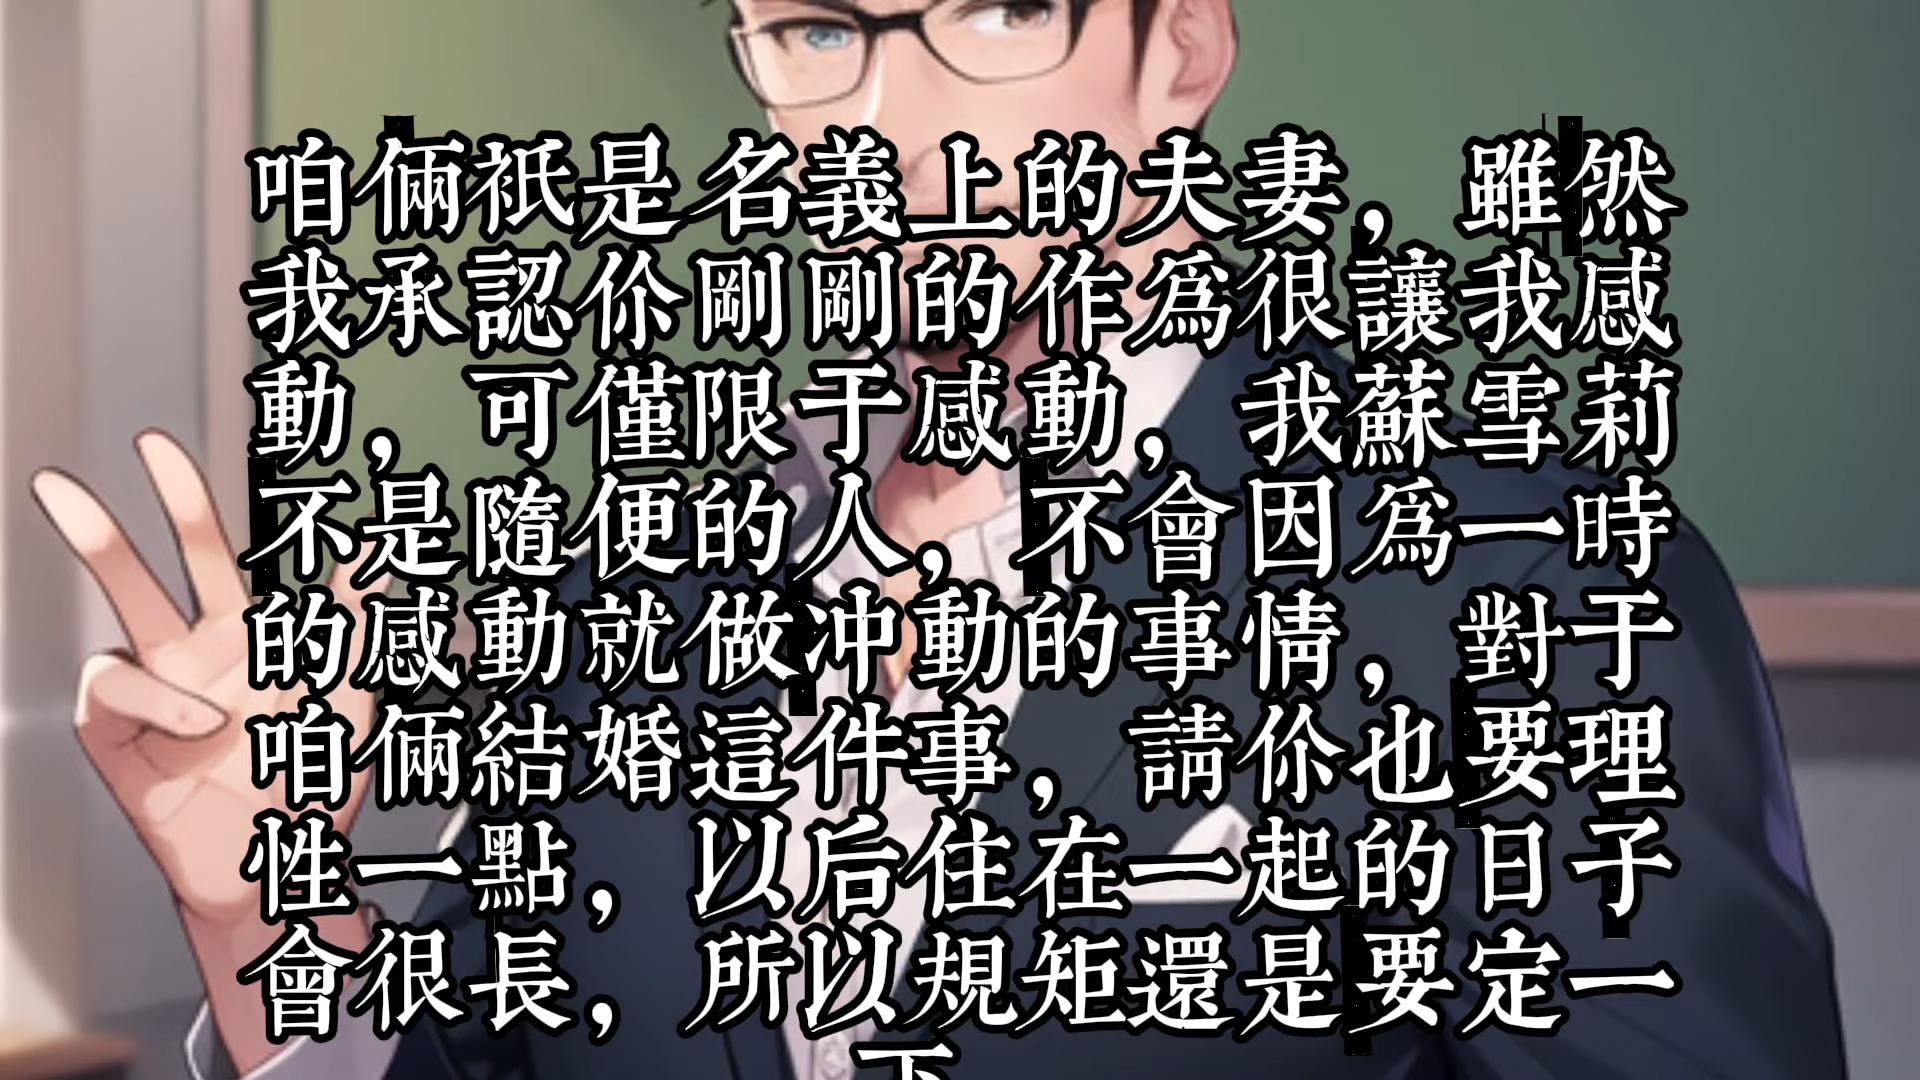 咱倆衹是名義上的夫妻，雖然
我承認你剛剛的作爲很讓我感
動，可僅限于感動，我蘇雪莉
不是隨便的人，不會因爲一時
的感動就做冲動的事情，對于
咱倆結婚這件事，請你也要理
性一點，以后住在一起的日子
會很長，所以規矩還是要定一
下